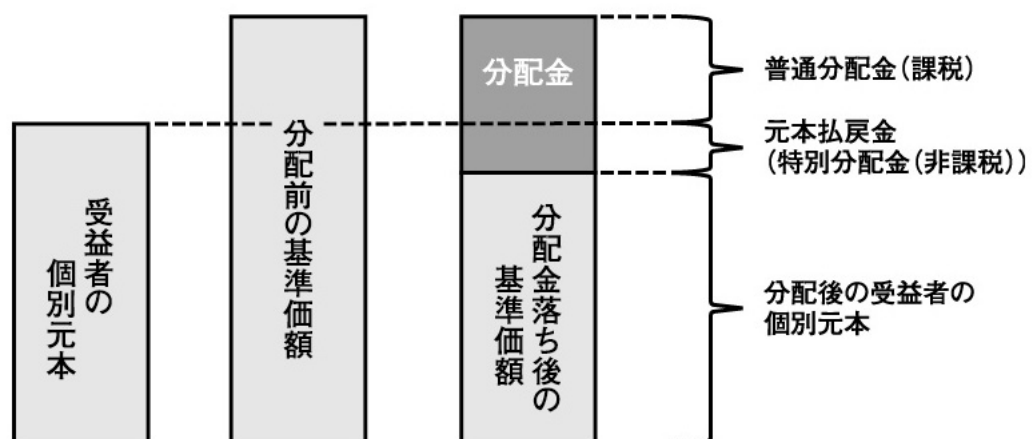 受益者の
個別元本
分配前の基準価額
分配金
分配金落ち後の
基準価額
普通分配金(課税)
元本払戻金
(特別分配金(非課税))
分配後の受益者の
個別元本